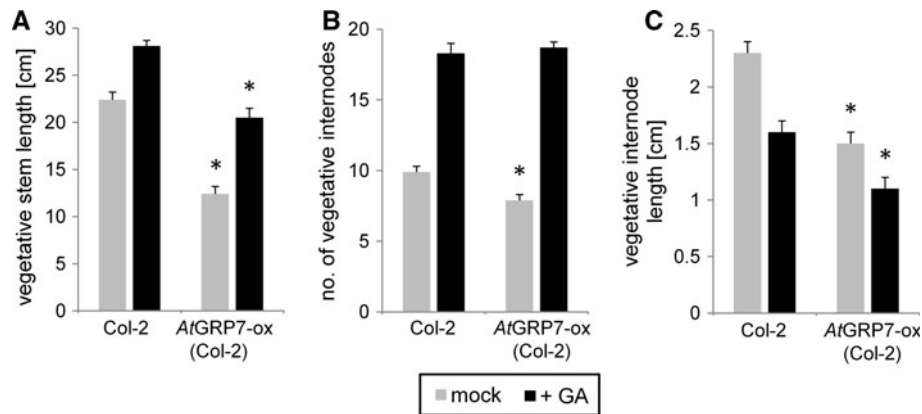 A
vegetative stem length [cm]
30
25
20
15
10
5
0
*
*
Col-2
AtGRP7-ox
(Col-2)
B
no. of vegetative internodes
20
15
10
5
0
*
Col-2
AtGRP7-ox
(Col-2)
C
vegetative internode
length [cm]
2.5
2
1.5
1
0.5
0
*
*
Col-2
AtGRP7-ox
(Col-2)
mock + GA